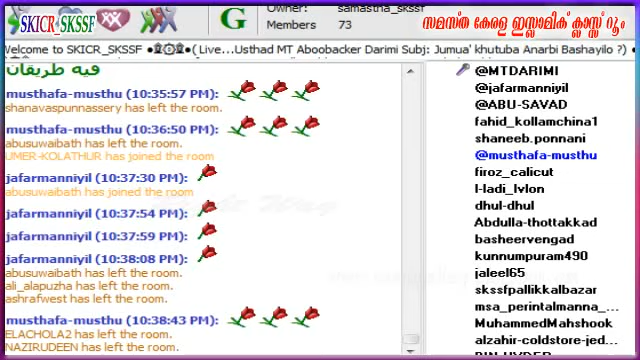 SKICR_SKSSF
G
Owner: samastha_skssf
Members 73
സമസ്ത കേരള ഇസ്ലാമിക് ക്ലാസ്സ് റൂം
Welcome to SKICR_SKSSF
(Live...Usthad MT Aboobacker Darimi Subj: Jumua' khutuba Anarbi Bashayilo ?)
فيه طريقان
musthafa-musthu (10:35:57 PM):
shanavaspunnassery has left the room.
musthafa-musthu (10:36:50 PM):
abusuwaibath has left the room.
UMER-KOLATHUR has joined the room
jafarmanniyil (10:37:30 PM):
abusuwaibath has joined the room
jafarmanniyil (10:37:54 PM):
jafarmanniyil (10:37:59 PM):
jafarmanniyil (10:38:08 PM):
abusuwaibath has left the room.
ali_alapuzha has left the room.
ashrafwest has left the room.
musthafa-musthu (10:38:43 PM):
ELACHOLA2 has left the room.
NAZIRUDEEN has left the room.
@MTDARIMI
@jafarmanniyil
@ABU-SAVAD
fahid_kollamchina1
shaneeb.ponnani
@musthafa-musthu
firoz_calicut
l-ladi_lvlon
dhul-dhul
Abdulla-thottakkad
basheervengad
kunnumpuram490
jaleel65
skssfpallikkalbazar
msa_perintalmanna_...
MuhammedMahshook
alzahir-coldstore-jed...